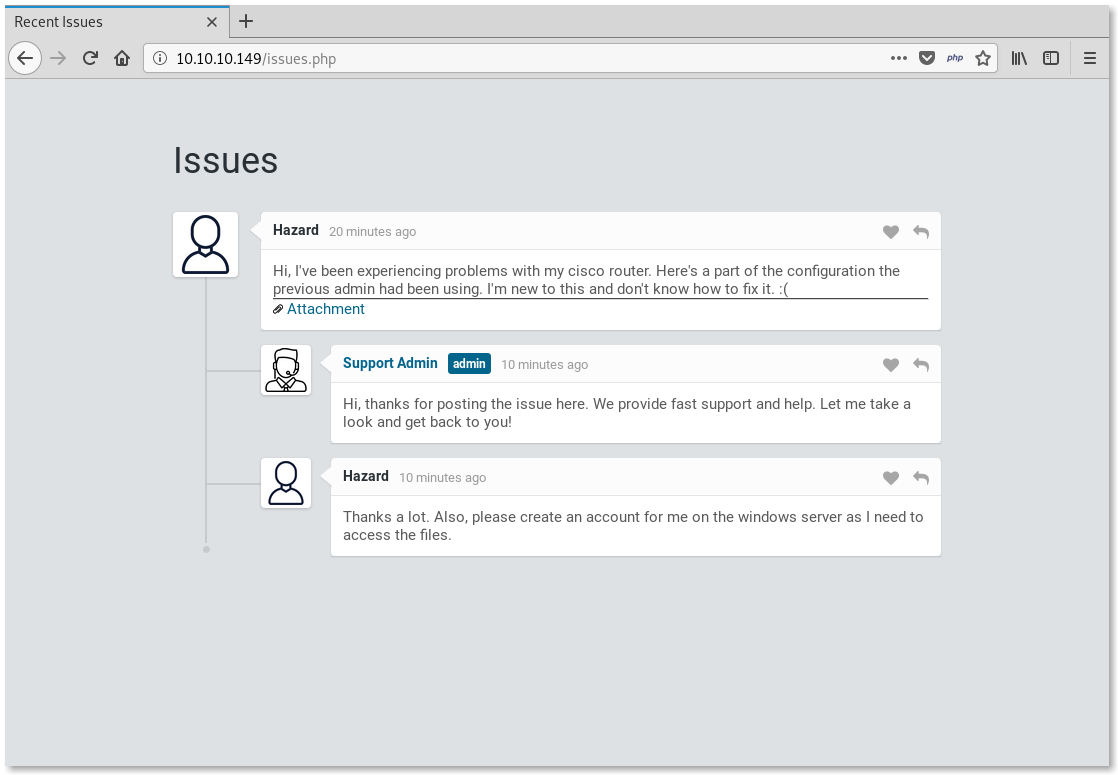 Recent Issues
10.10.10.149/issues.php
php
Issues
Hazard 20 minutes ago
Hi, I've been experiencing problems with my cisco router. Here's a part of the configuration the
previous admin had been using. I'm new to this and don't know how to fix it. :(
Attachment
Support Admin admin 10 minutes ago
Hi, thanks for posting the issue here. We provide fast support and help. Let me take a
look and get back to you!
Hazard 10 minutes ago
Thanks a lot. Also, please create an account for me on the windows server as I need to
access the files.